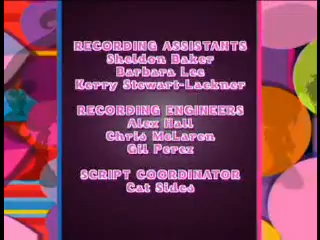 RECORDING ASSISTANTS
Sheldon Baker
Barbara Lee
Kerry Stewart-Lackner
RECORDING ENGINEERS
Alex Hall
Chris McLaren
Gil Perez
SCRIPT COORDINATOR
Cat Sides